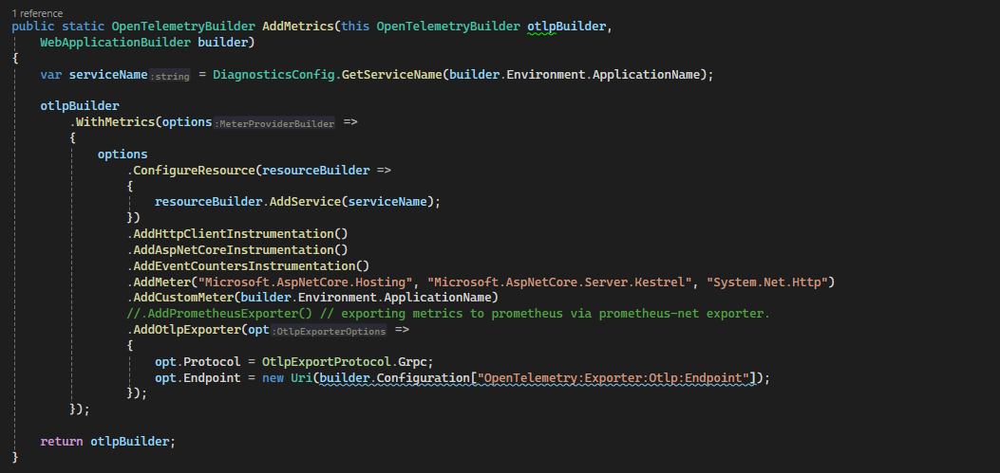 1 reference
public static OpenTelemetryBuilder AddMetrics(this OpenTelemetryBuilder otlpBuilder,
    WebApplicationBuilder builder)
{
    var serviceName:string = DiagnosticsConfig.GetServiceName(builder.Environment.ApplicationName);

    otlpBuilder
        .WithMetrics(options:MeterProviderBuilder =>
        {
            options
                .ConfigureResource(resourceBuilder =>
                {
                    resourceBuilder.AddService(serviceName);
                })
                .AddHttpClientInstrumentation()
                .AddAspNetCoreInstrumentation()
                .AddEventCountersInstrumentation()
                .AddMeter("Microsoft.AspNetCore.Hosting", "Microsoft.AspNetCore.Server.Kestrel", "System.Net.Http")
                .AddCustomMeter(builder.Environment.ApplicationName)
                //.AddPrometheusExporter() // exporting metrics to prometheus via prometheus-net exporter.
                .AddOtlpExporter(opt:OtlpExporterOptions =>
                {
                    opt.Protocol = OtlpExportProtocol.Grpc;
                    opt.Endpoint = new Uri(builder.Configuration["OpenTelemetry:Exporter:Otlp:Endpoint"]);
                });
        });

    return otlpBuilder;
}